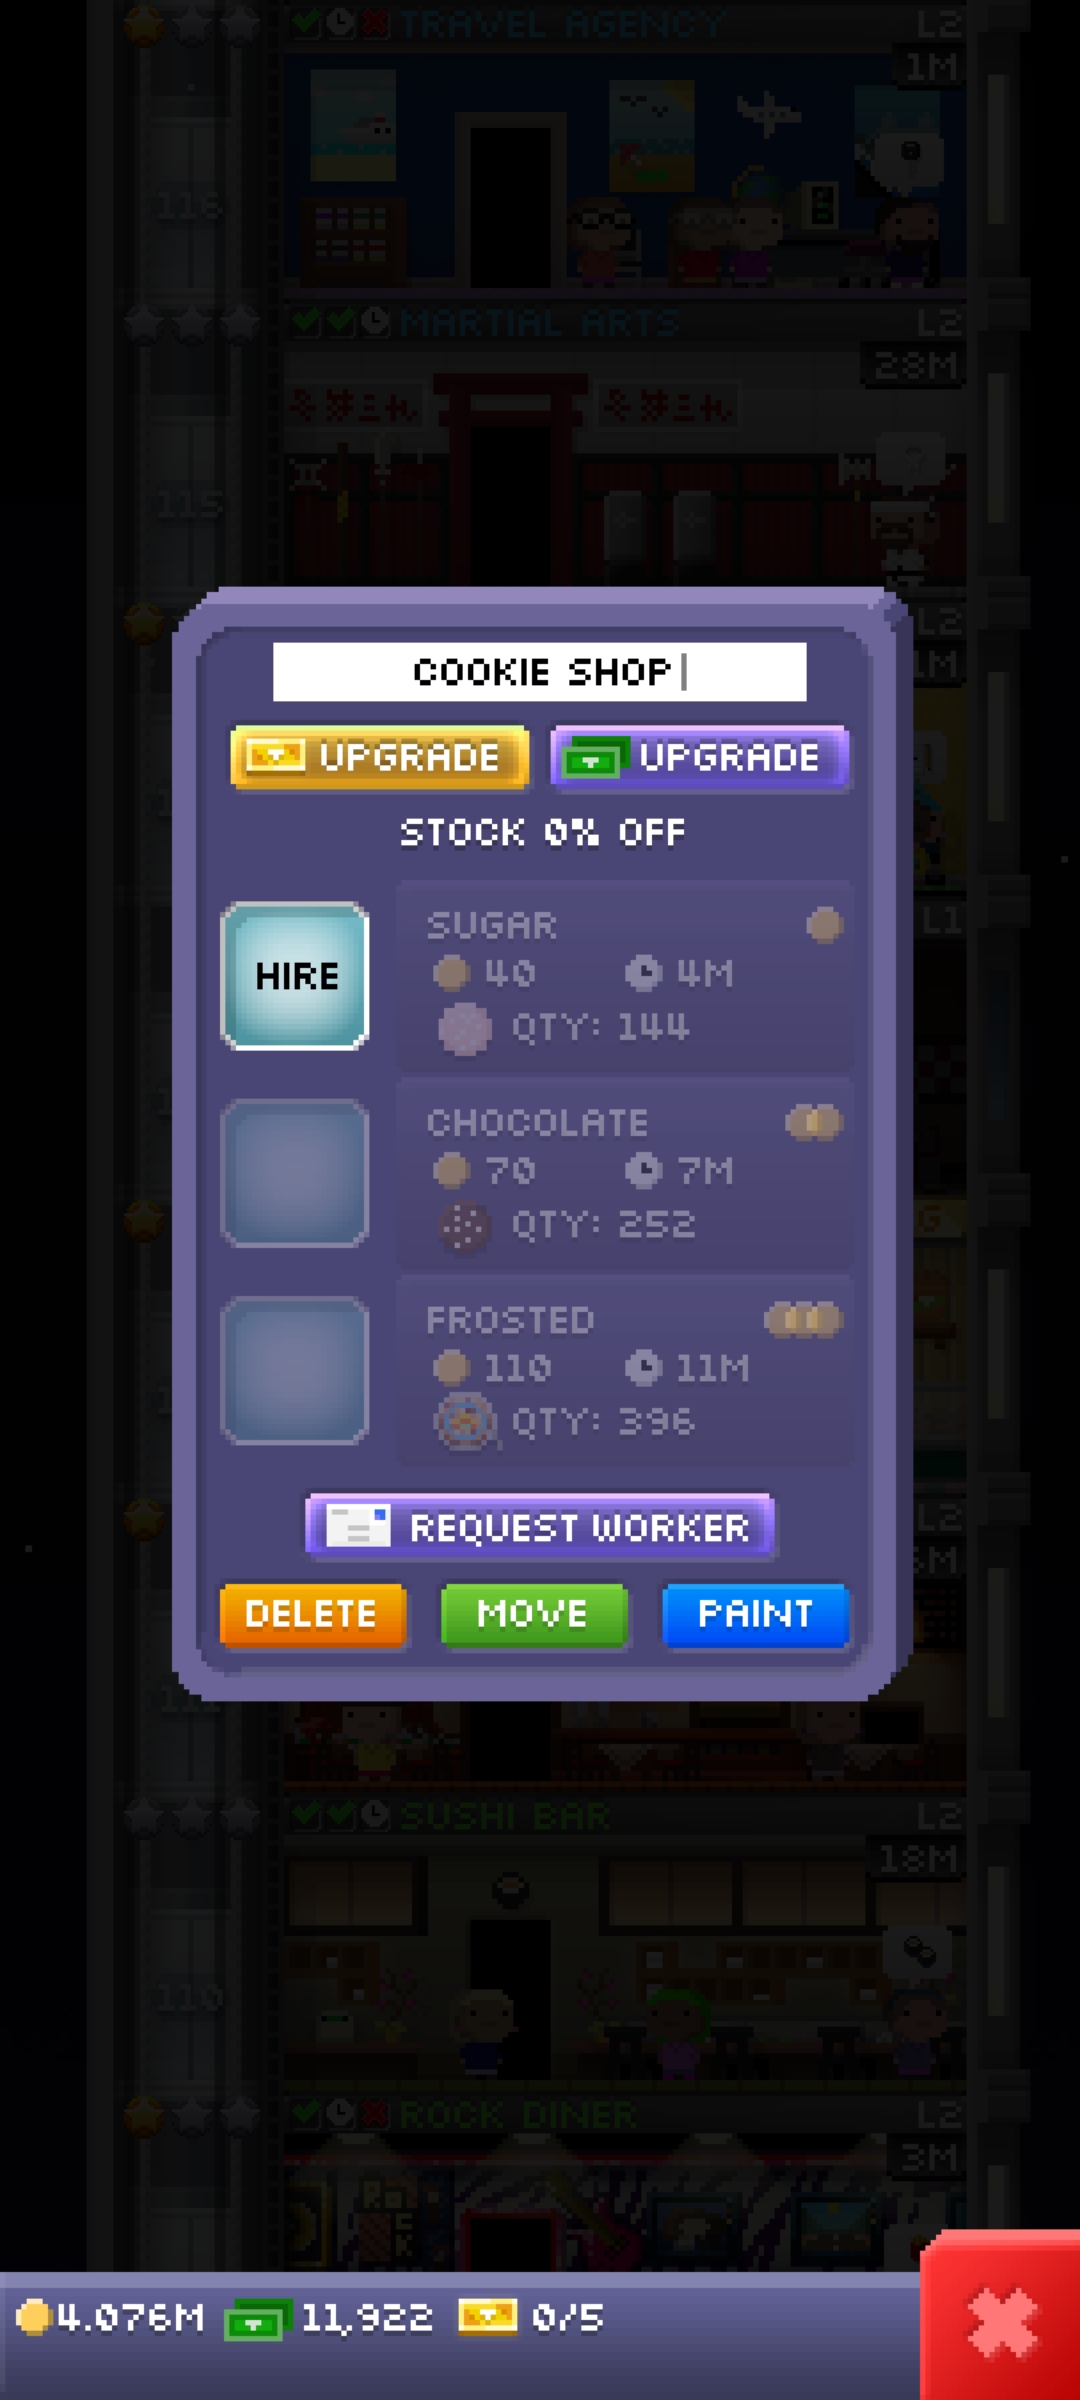 TRAVEL AGENCY L2
1M
116
MARTIAL ARTS L2
28M
115
L2
1M
COOKIE SHOP
UPGRADE UPGRADE
STOCK 0% OFF
L1
HIRE
SUGAR
40 4M
QTY: 144
CHOCOLATE
70 7M
QTY: 252
FROSTED
110 11M
QTY: 396
L2
REQUEST WORKER
DELETE MOVE PAINT
111
SUSHI BAR L2
18M
110
ROCK DINER L2
3M
4.076M 11,922 0/5